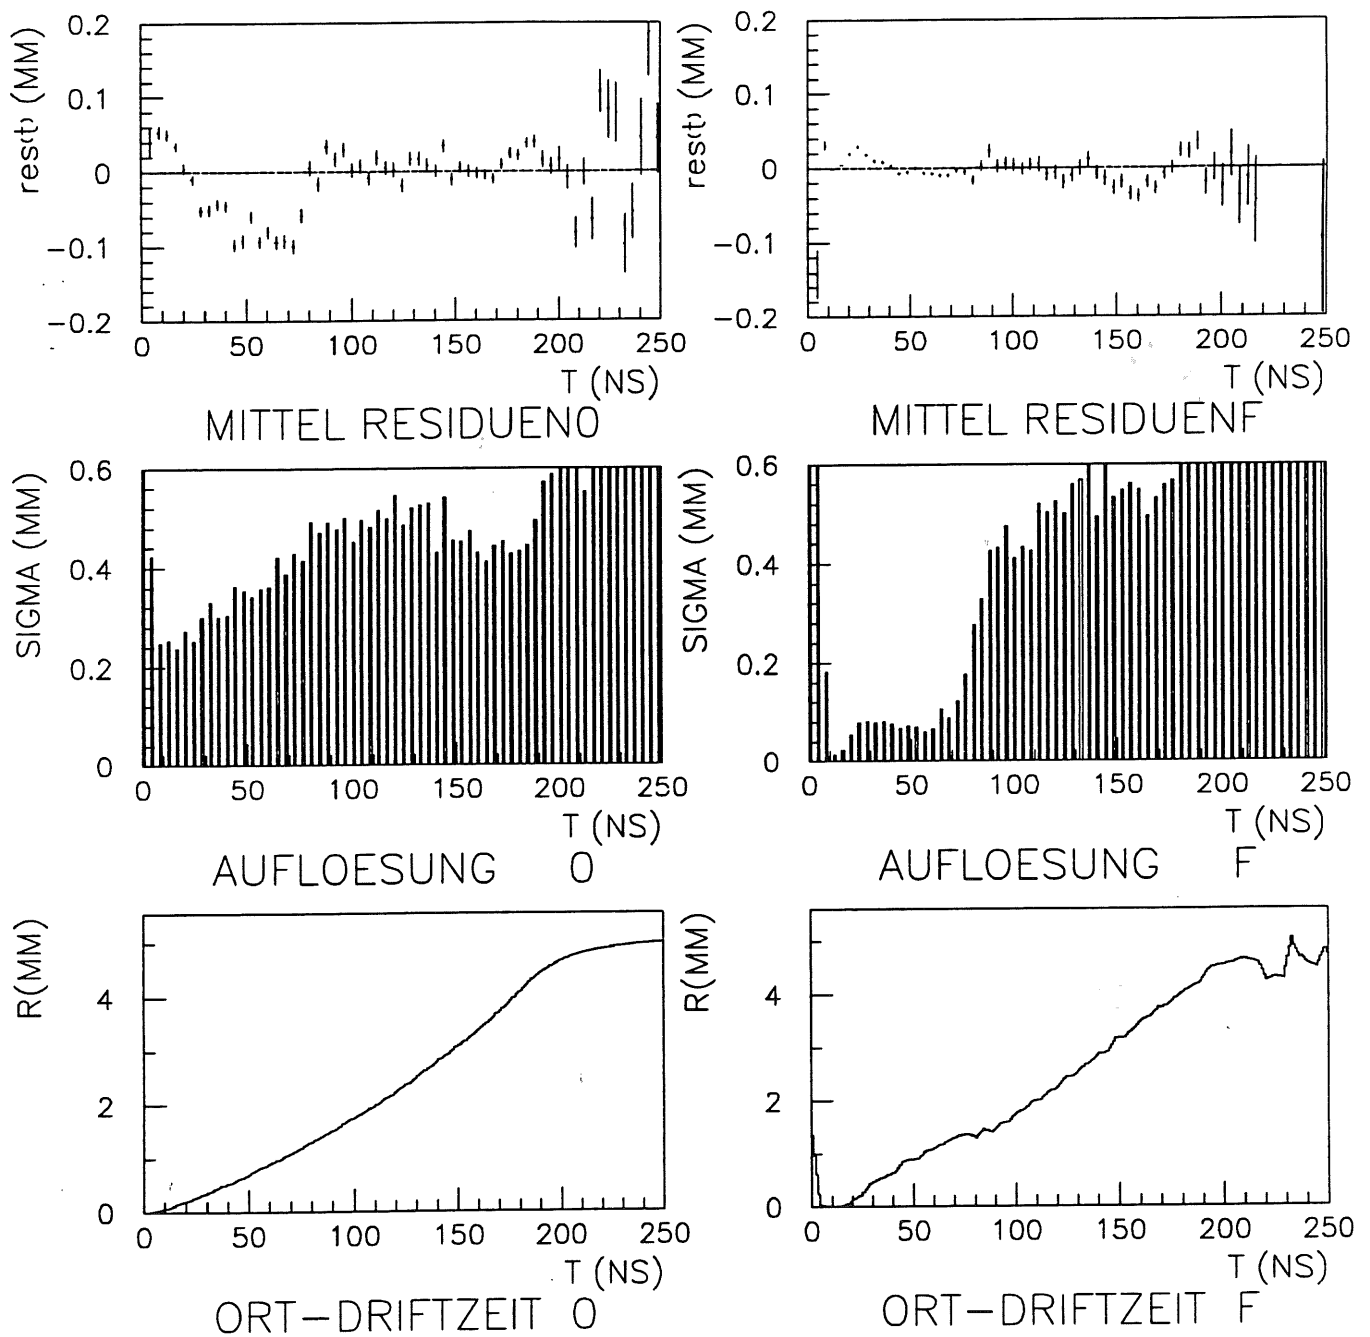 res(t) (MM)
0.2
0.1
0
−0.1
−0.2
0 50 100 150 200 250
T (NS)
MITTEL RESIDUENO
res(t) (MM)
0.2
0.1
0
−0.1
−0.2
0 50 100 150 200 250
T (NS)
MITTEL RESIDUENF
SIGMA (MM)
0.6
0.4
0.2
0
0 50 100 150 200 250
T (NS)
AUFLOESUNG O
SIGMA (MM)
0.6
0.4
0.2
0
0 50 100 150 200 250
T (NS)
AUFLOESUNG F
R(MM)
4
2
0
0 50 100 150 200 250
T (NS)
ORT−DRIFTZEIT O
R(MM)
4
2
0
0 50 100 150 200 250
T (NS)
ORT−DRIFTZEIT F